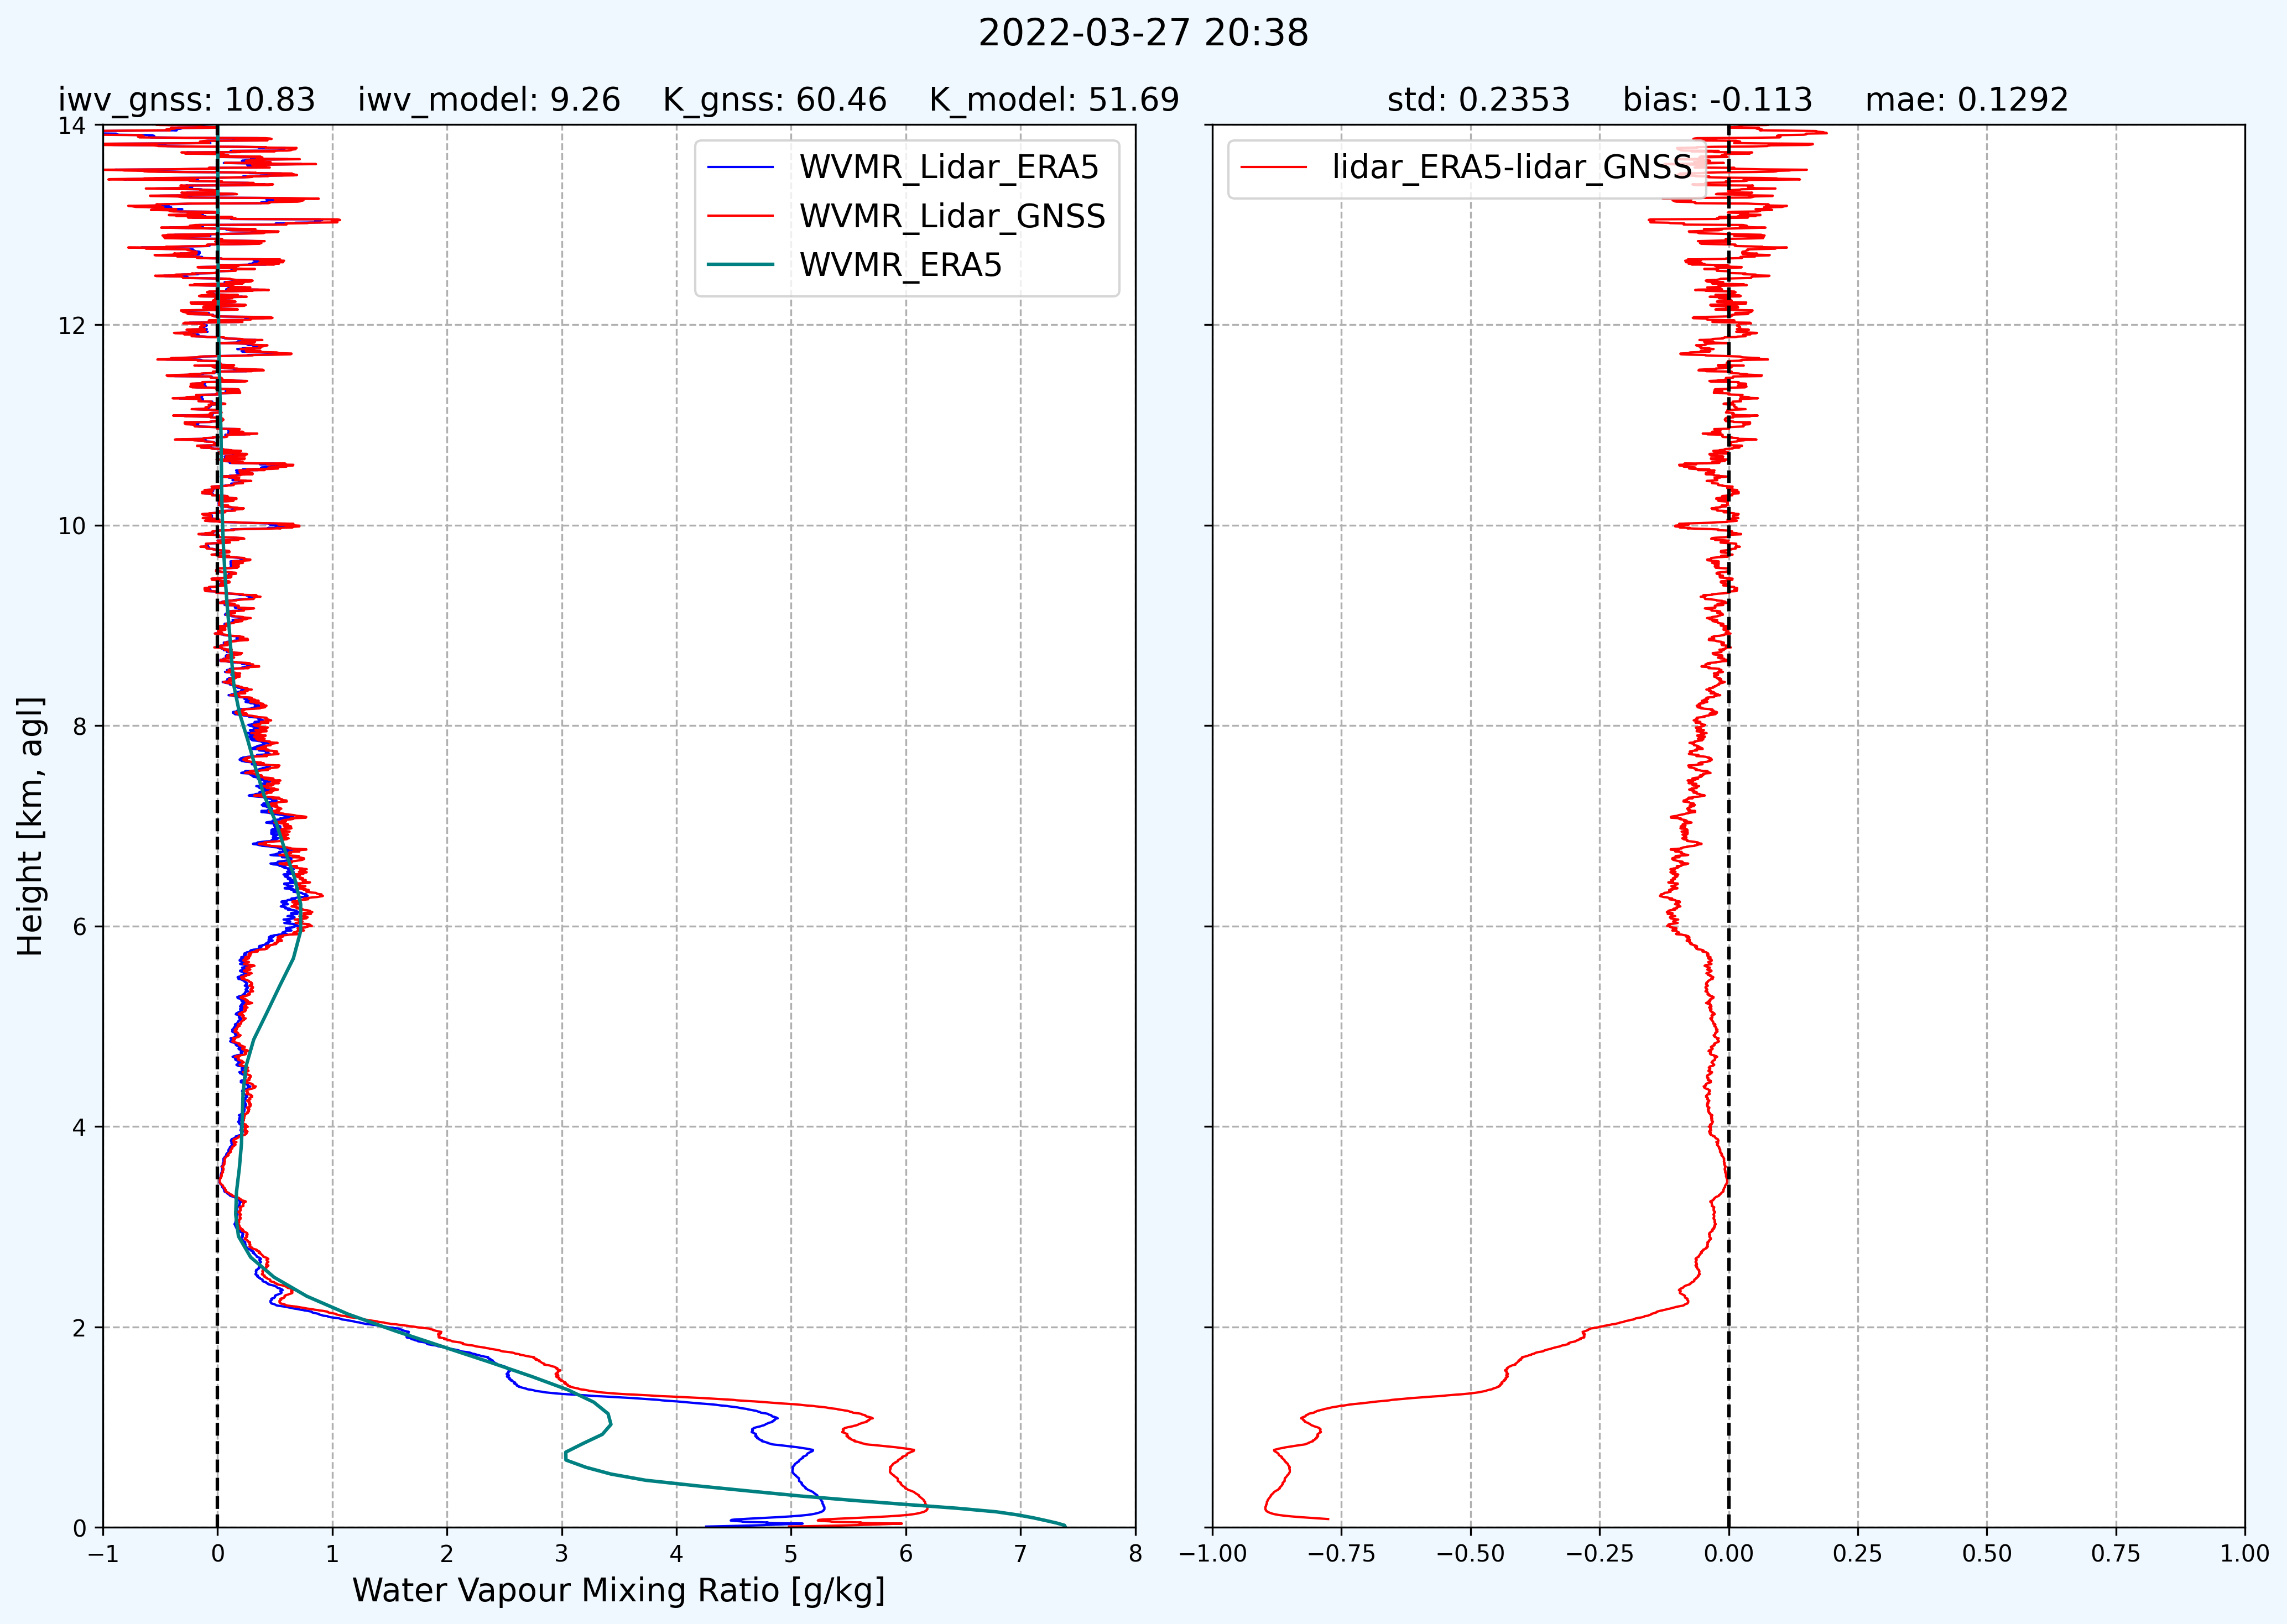 2022-03-27 20:38
iwv_gnss: 10.83 iwv_model: 9.26 K_gnss: 60.46 K_model: 51.69
std: 0.2353 bias: -0.113 mae: 0.1292
WVMR_Lidar_ERA5
WVMR_Lidar_GNSS
WVMR_ERA5
lidar_ERA5-lidar_GNSS
Height [km, agl]
14
12
10
8
6
4
2
0
−1 0 1 2 3 4 5 6 7 8
Water Vapour Mixing Ratio [g/kg]
−1.00 −0.75 −0.50 −0.25 0.00 0.25 0.50 0.75 1.00